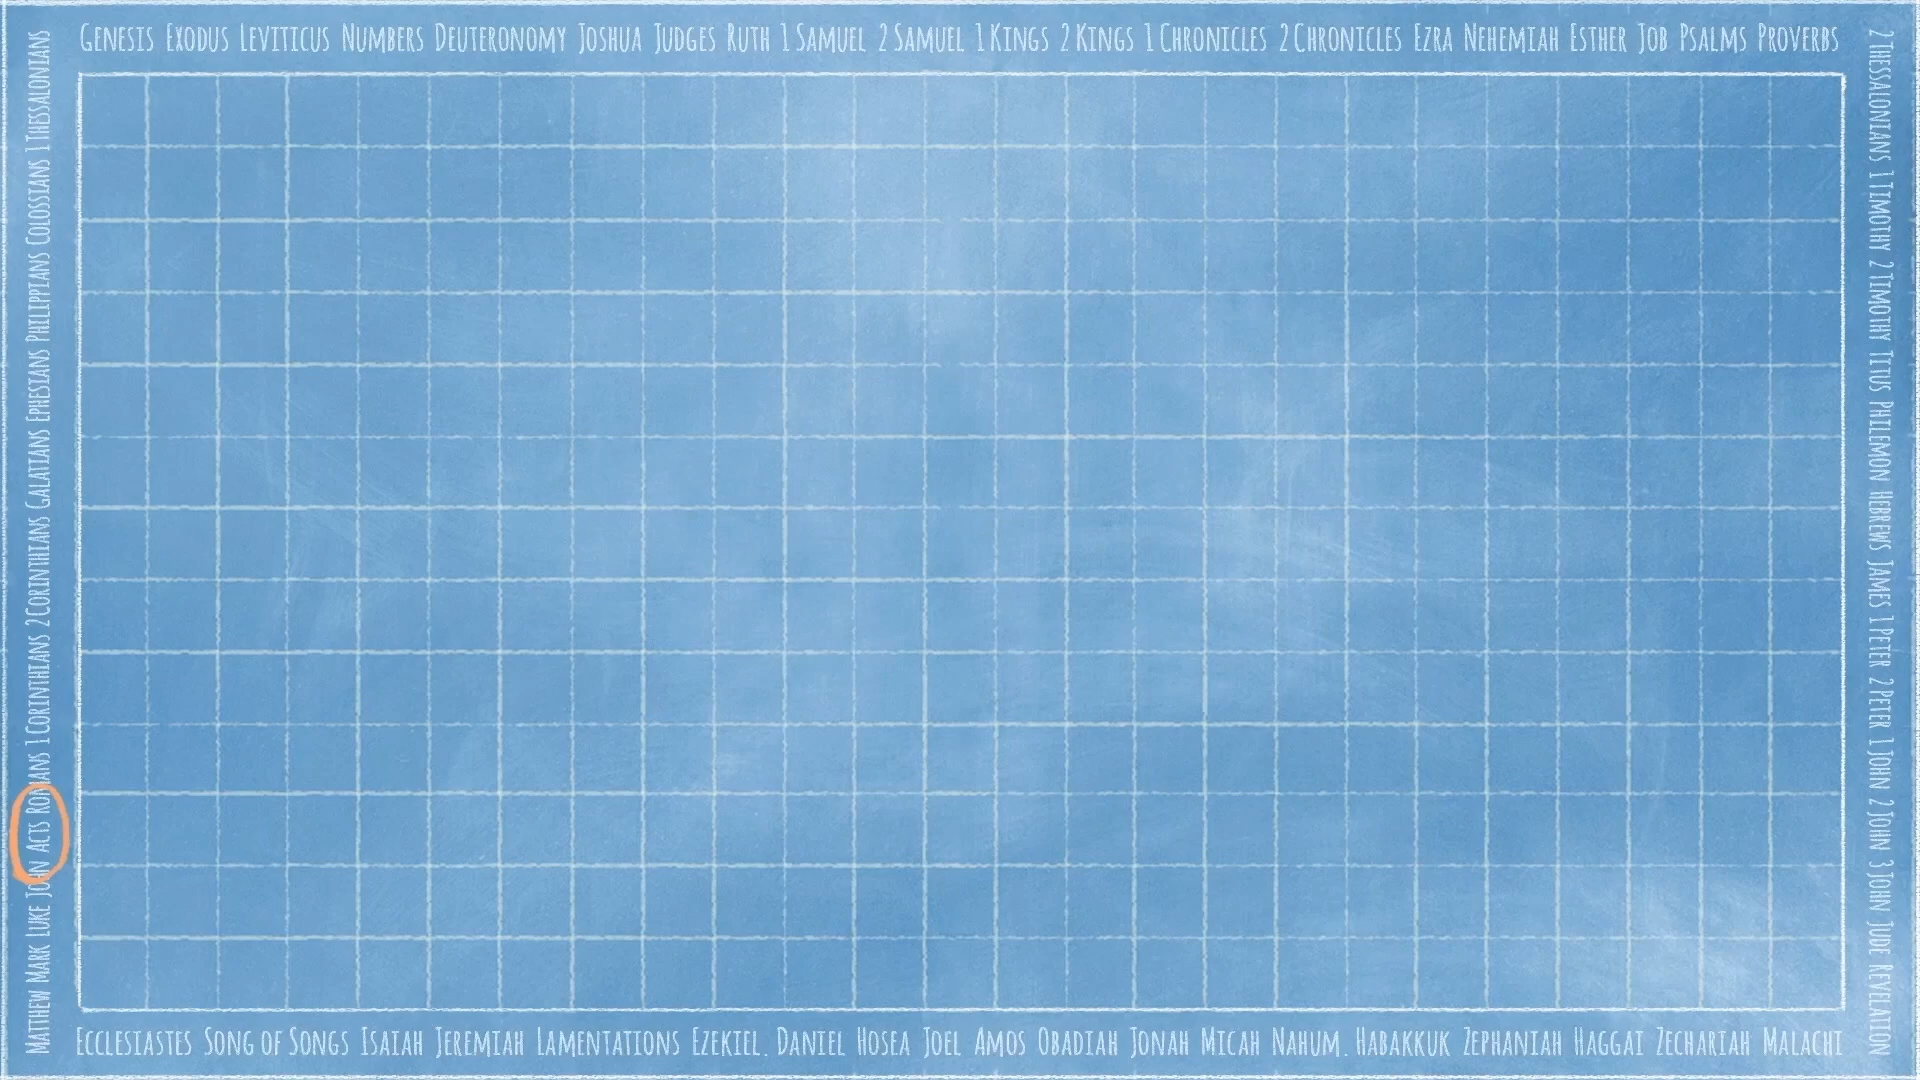 Genesis Exodus Leviticus Numbers Deuteronomy Joshua Judges Ruth 1 Samuel 2 Samuel 1 Kings 2 Kings 1 Chronicles 2 Chronicles Ezra Nehemiah Esther Job Psalms Proverbs
Ecclesiastes Song of Songs Isaiah Jeremiah Lamentations Ezekiel. Daniel Hosea Joel Amos Obadiah Jonah Micah Nahum. Habakkuk Zephaniah Haggai Zechariah Malachi
Matthew Mark Luke John Acts Romans 1 Corinthians 2 Corinthians Galatians Ephesians Philippians Colossians 1 Thessalonians
2 Thessalonians 1 Timothy 2 Timothy Titus Philemon Hebrews James 1 Peter 2 Peter 1 John 2 John 3 John Jude Revelation